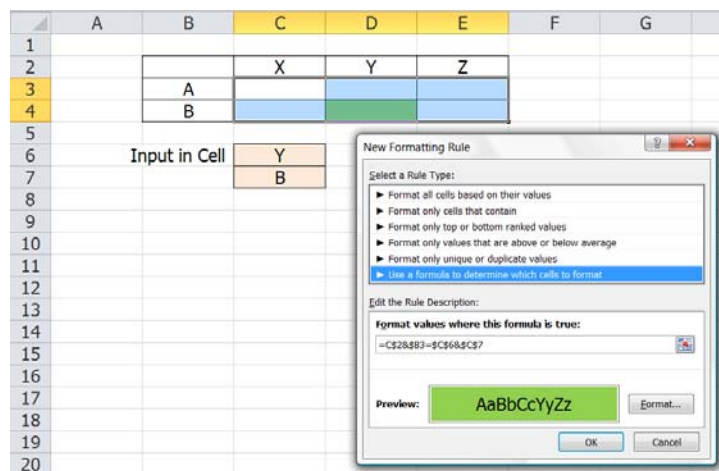 A B C D E F G
1
2 X Y Z
3 A
4 B
5
6 Input in Cell Y
7 B
8
9
10
11
12
13
14
15
16
17
18
19
20
New Formatting Rule
Select a Rule Type:
► Format all cells based on their values
► Format only cells that contain
► Format only top or bottom ranked values
► Format only values that are above or below average
► Format only unique or duplicate values
► Use a formula to determine which cells to format
Edit the Rule Description:
Format values where this formula is true:
=C$2&$B3=$C$6&$C$7
Preview: AaBbCcYyZz Format...
OK Cancel